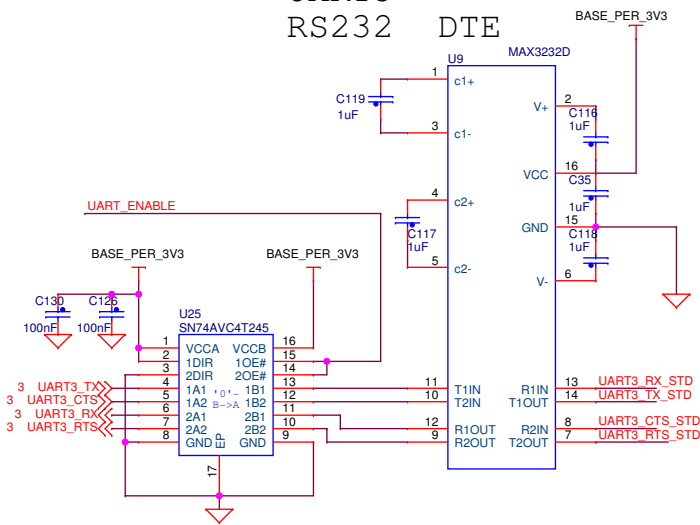 RS232 DTE
BASE_PER_3V3
U9
MAX3232D
1
c1+
C119
1uF
3
c1-
V+
2
C116
1uF
VCC
16
4
c2+
C35
1uF
UART_ENABLE
C117
1uF
GND
15
C118
1uF
5
c2-
V-
6
BASE_PER_3V3
BASE_PER_3V3
C130
C126
100nF
100nF
U25
SN74AVC4T245
1
VCCA
VCCB
16
2
1DIR
1OE#
15
3
2DIR
2OE#
14
3 UART3_TX
4
1A1
'0'-
1B1
13
11
T1IN
R1IN
13
UART3_RX_STD
3 UART3_CTS
5
1A2
B->A
1B2
12
10
T2IN
T1OUT
14
UART3_TX_STD
3 UART3_RX
6
2A1
2B1
11
12
R1OUT
R2IN
8
UART3_CTS_STD
3 UART3_RTS
7
2A2
2B2
10
9
R2OUT
T2OUT
7
UART3_RTS_STD
8
GND
EP
GND
9
17